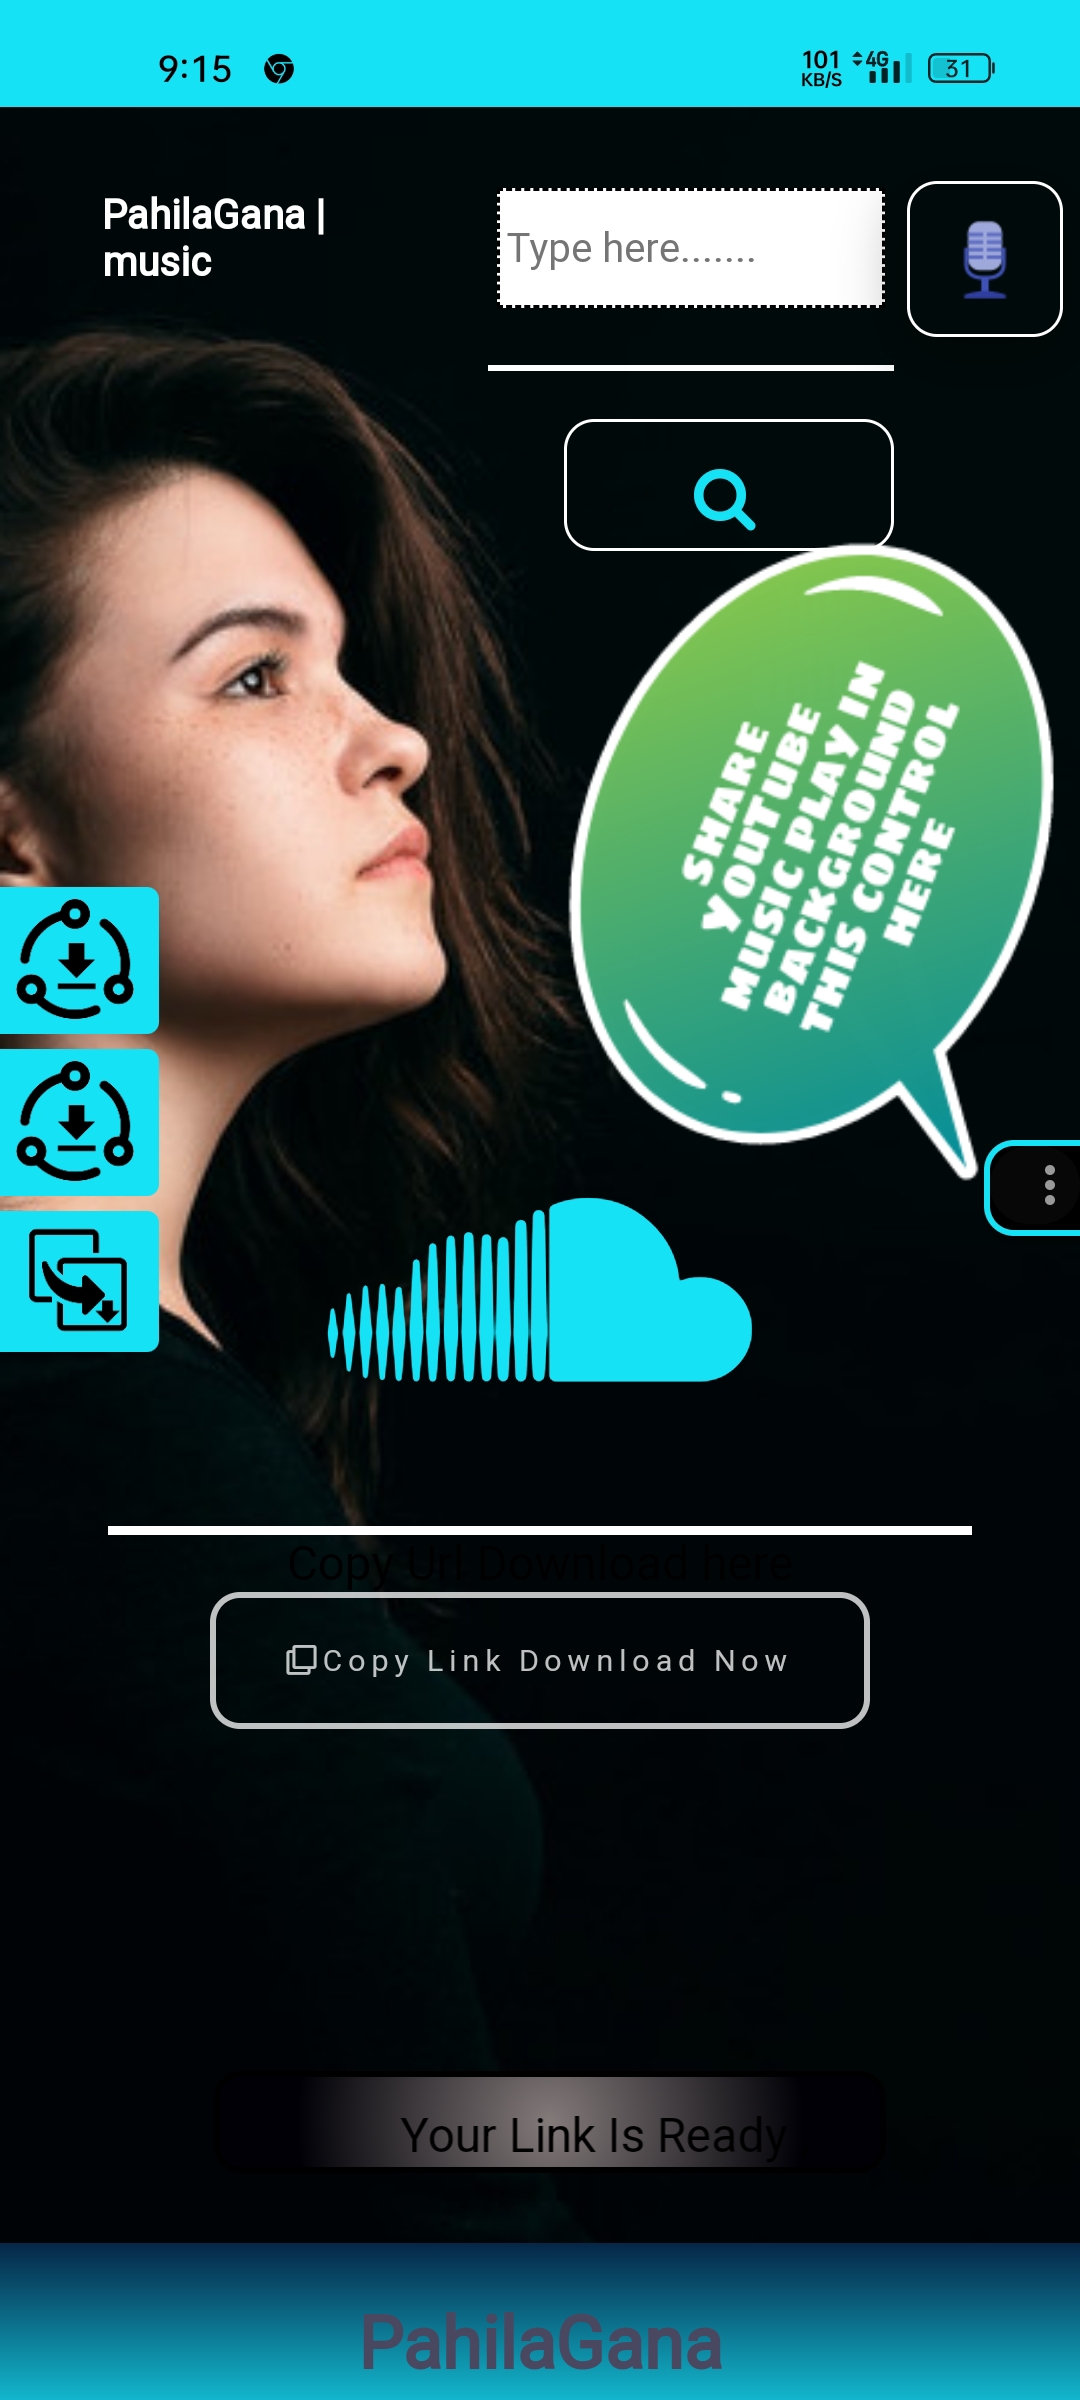 9:15
101
KB/S
4G
31
PahilaGana |
music
Type here.......
SHARE
YOUTUBE
MUSIC PLAY IN
BACKGROUND
THIS CONTROL
HERE
Copy Url Download here
Copy Link Download Now
Your Link Is Ready
PahilaGana